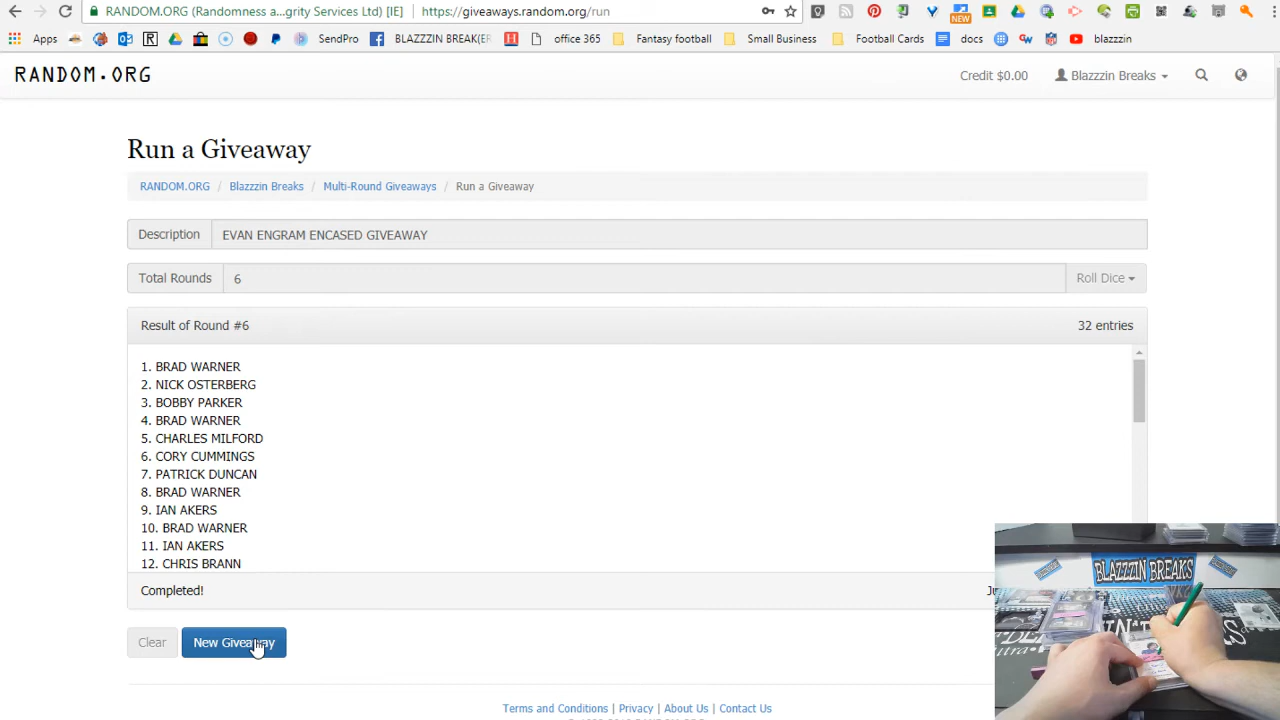 RANDOM.ORG (Randomness a...grity Services Ltd) [IE] https://giveaways.random.org/run
NEW
Apps SendPro BLAZZZIN BREAK(ER office 365 Fantasy football Small Business Football Cards docs blazzzin
RANDOM.ORG
Credit $0.00 Blazzzin Breaks
Run a Giveaway
RANDOM.ORG / Blazzzin Breaks / Multi-Round Giveaways / Run a Giveaway
Description EVAN ENGRAM ENCASED GIVEAWAY
Total Rounds 6 Roll Dice
Result of Round #6 32 entries
1. BRAD WARNER
2. NICK OSTERBERG
3. BOBBY PARKER
4. BRAD WARNER
5. CHARLES MILFORD
6. CORY CUMMINGS
7. PATRICK DUNCAN
8. BRAD WARNER
9. IAN AKERS
10. BRAD WARNER
11. IAN AKERS
12. CHRIS BRANN
Completed!
Clear New Giveaway
BLAZZZIN BREAKS
Terms and Conditions | Privacy | About Us | Contact Us